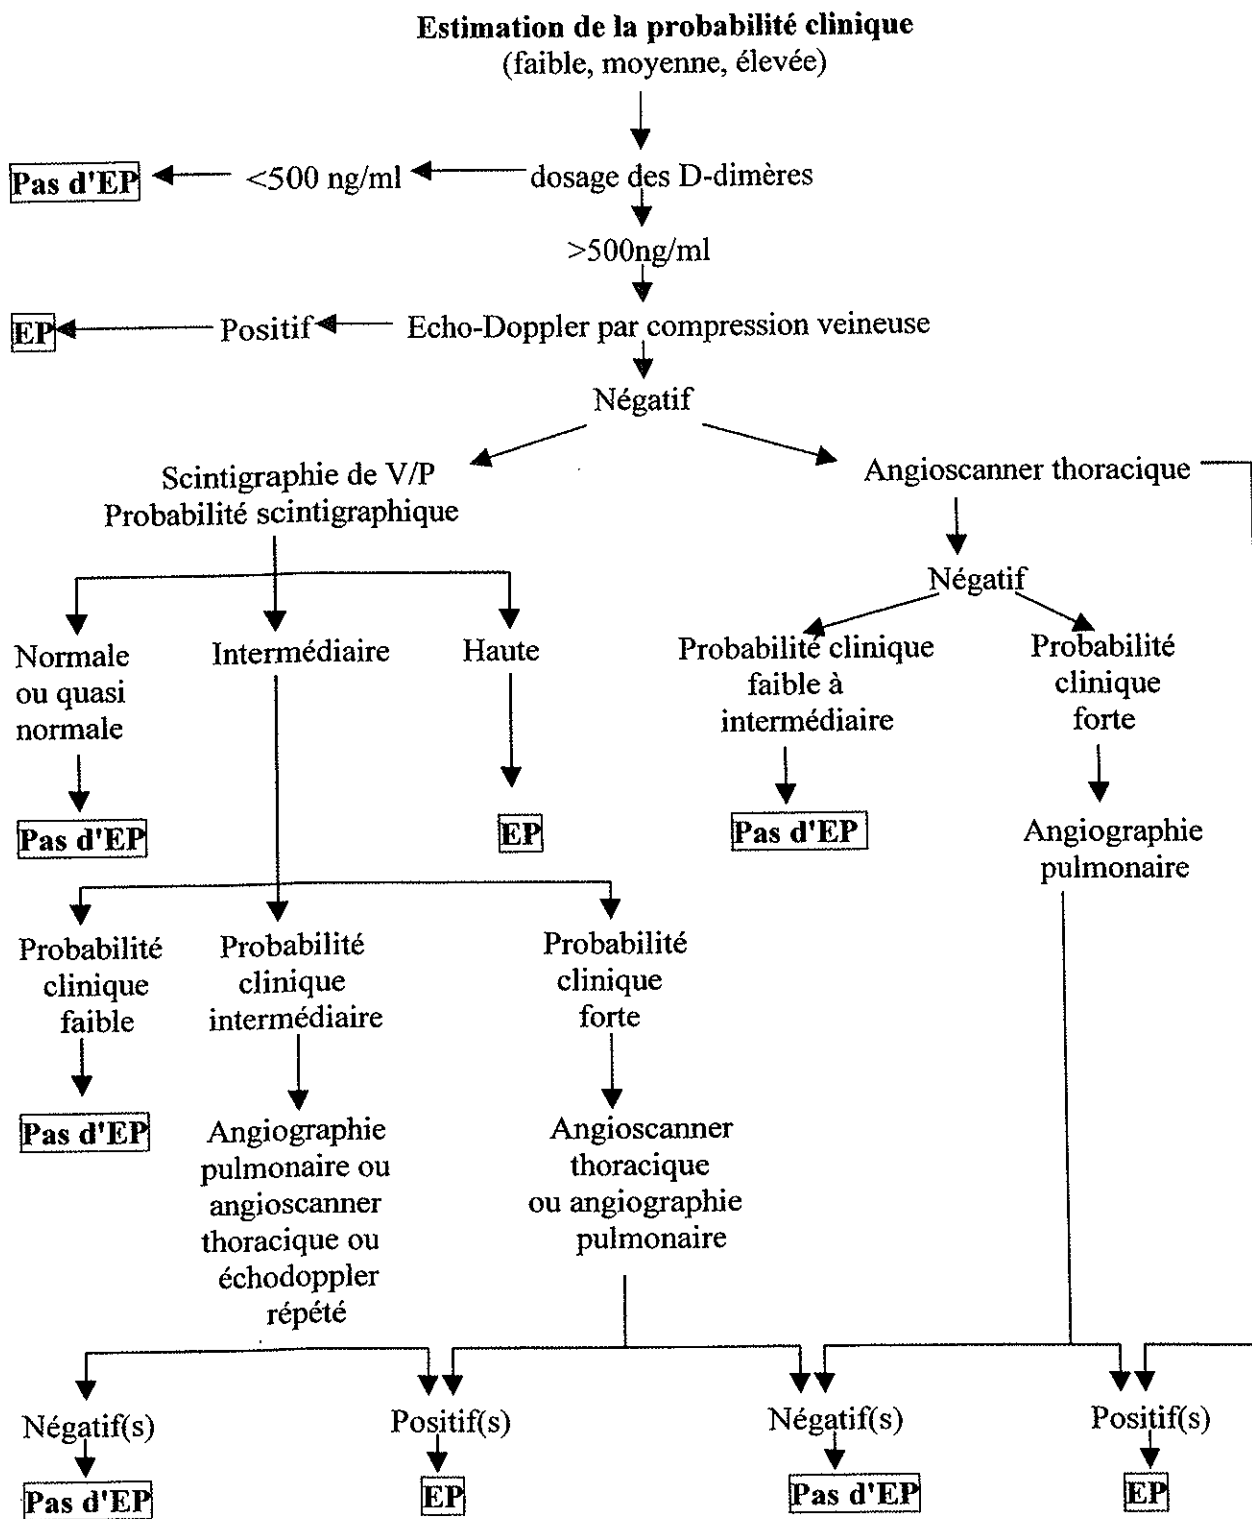 Estimation de la probabilité clinique
(faible, moyenne, élevée)
Pas d'EP
<500 ng/ml
dosage des D-dimères
>500ng/ml
EP
Positif
Echo-Doppler par compression veineuse
Négatif
Scintigraphie de V/P
Probabilité scintigraphique
Angioscanner thoracique
Négatif
Normale
ou quasi
normale
Intermédiaire
Haute
Probabilité clinique
faible à
intermédiaire
Probabilité
clinique
forte
Pas d'EP
EP
Pas d'EP
Angiographie
pulmonaire
Probabilité
clinique
faible
Probabilité
clinique
intermédiaire
Probabilité
clinique
forte
Pas d'EP
Angiographie
pulmonaire ou
angioscanner
thoracique ou
échodoppler
répété
Angioscanner
thoracique
ou angiographie
pulmonaire
Négatif(s)
Positif(s)
Négatif(s)
Positif(s)
Pas d'EP
EP
Pas d'EP
EP